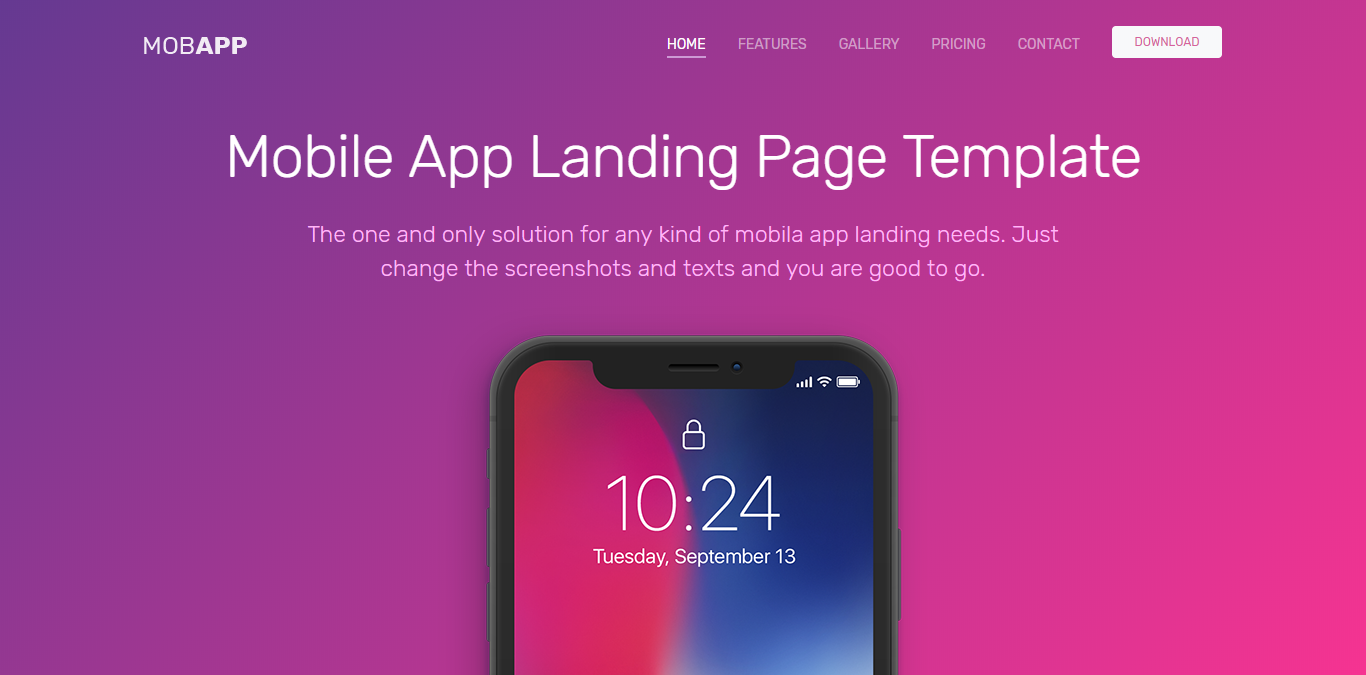 MOBAPP
HOME FEATURES GALLERY PRICING CONTACT DOWNLOAD
Mobile App Landing Page Template
The one and only solution for any kind of mobila app landing needs. Just
change the screenshots and texts and you are good to go.
10:24
Tuesday, September 13